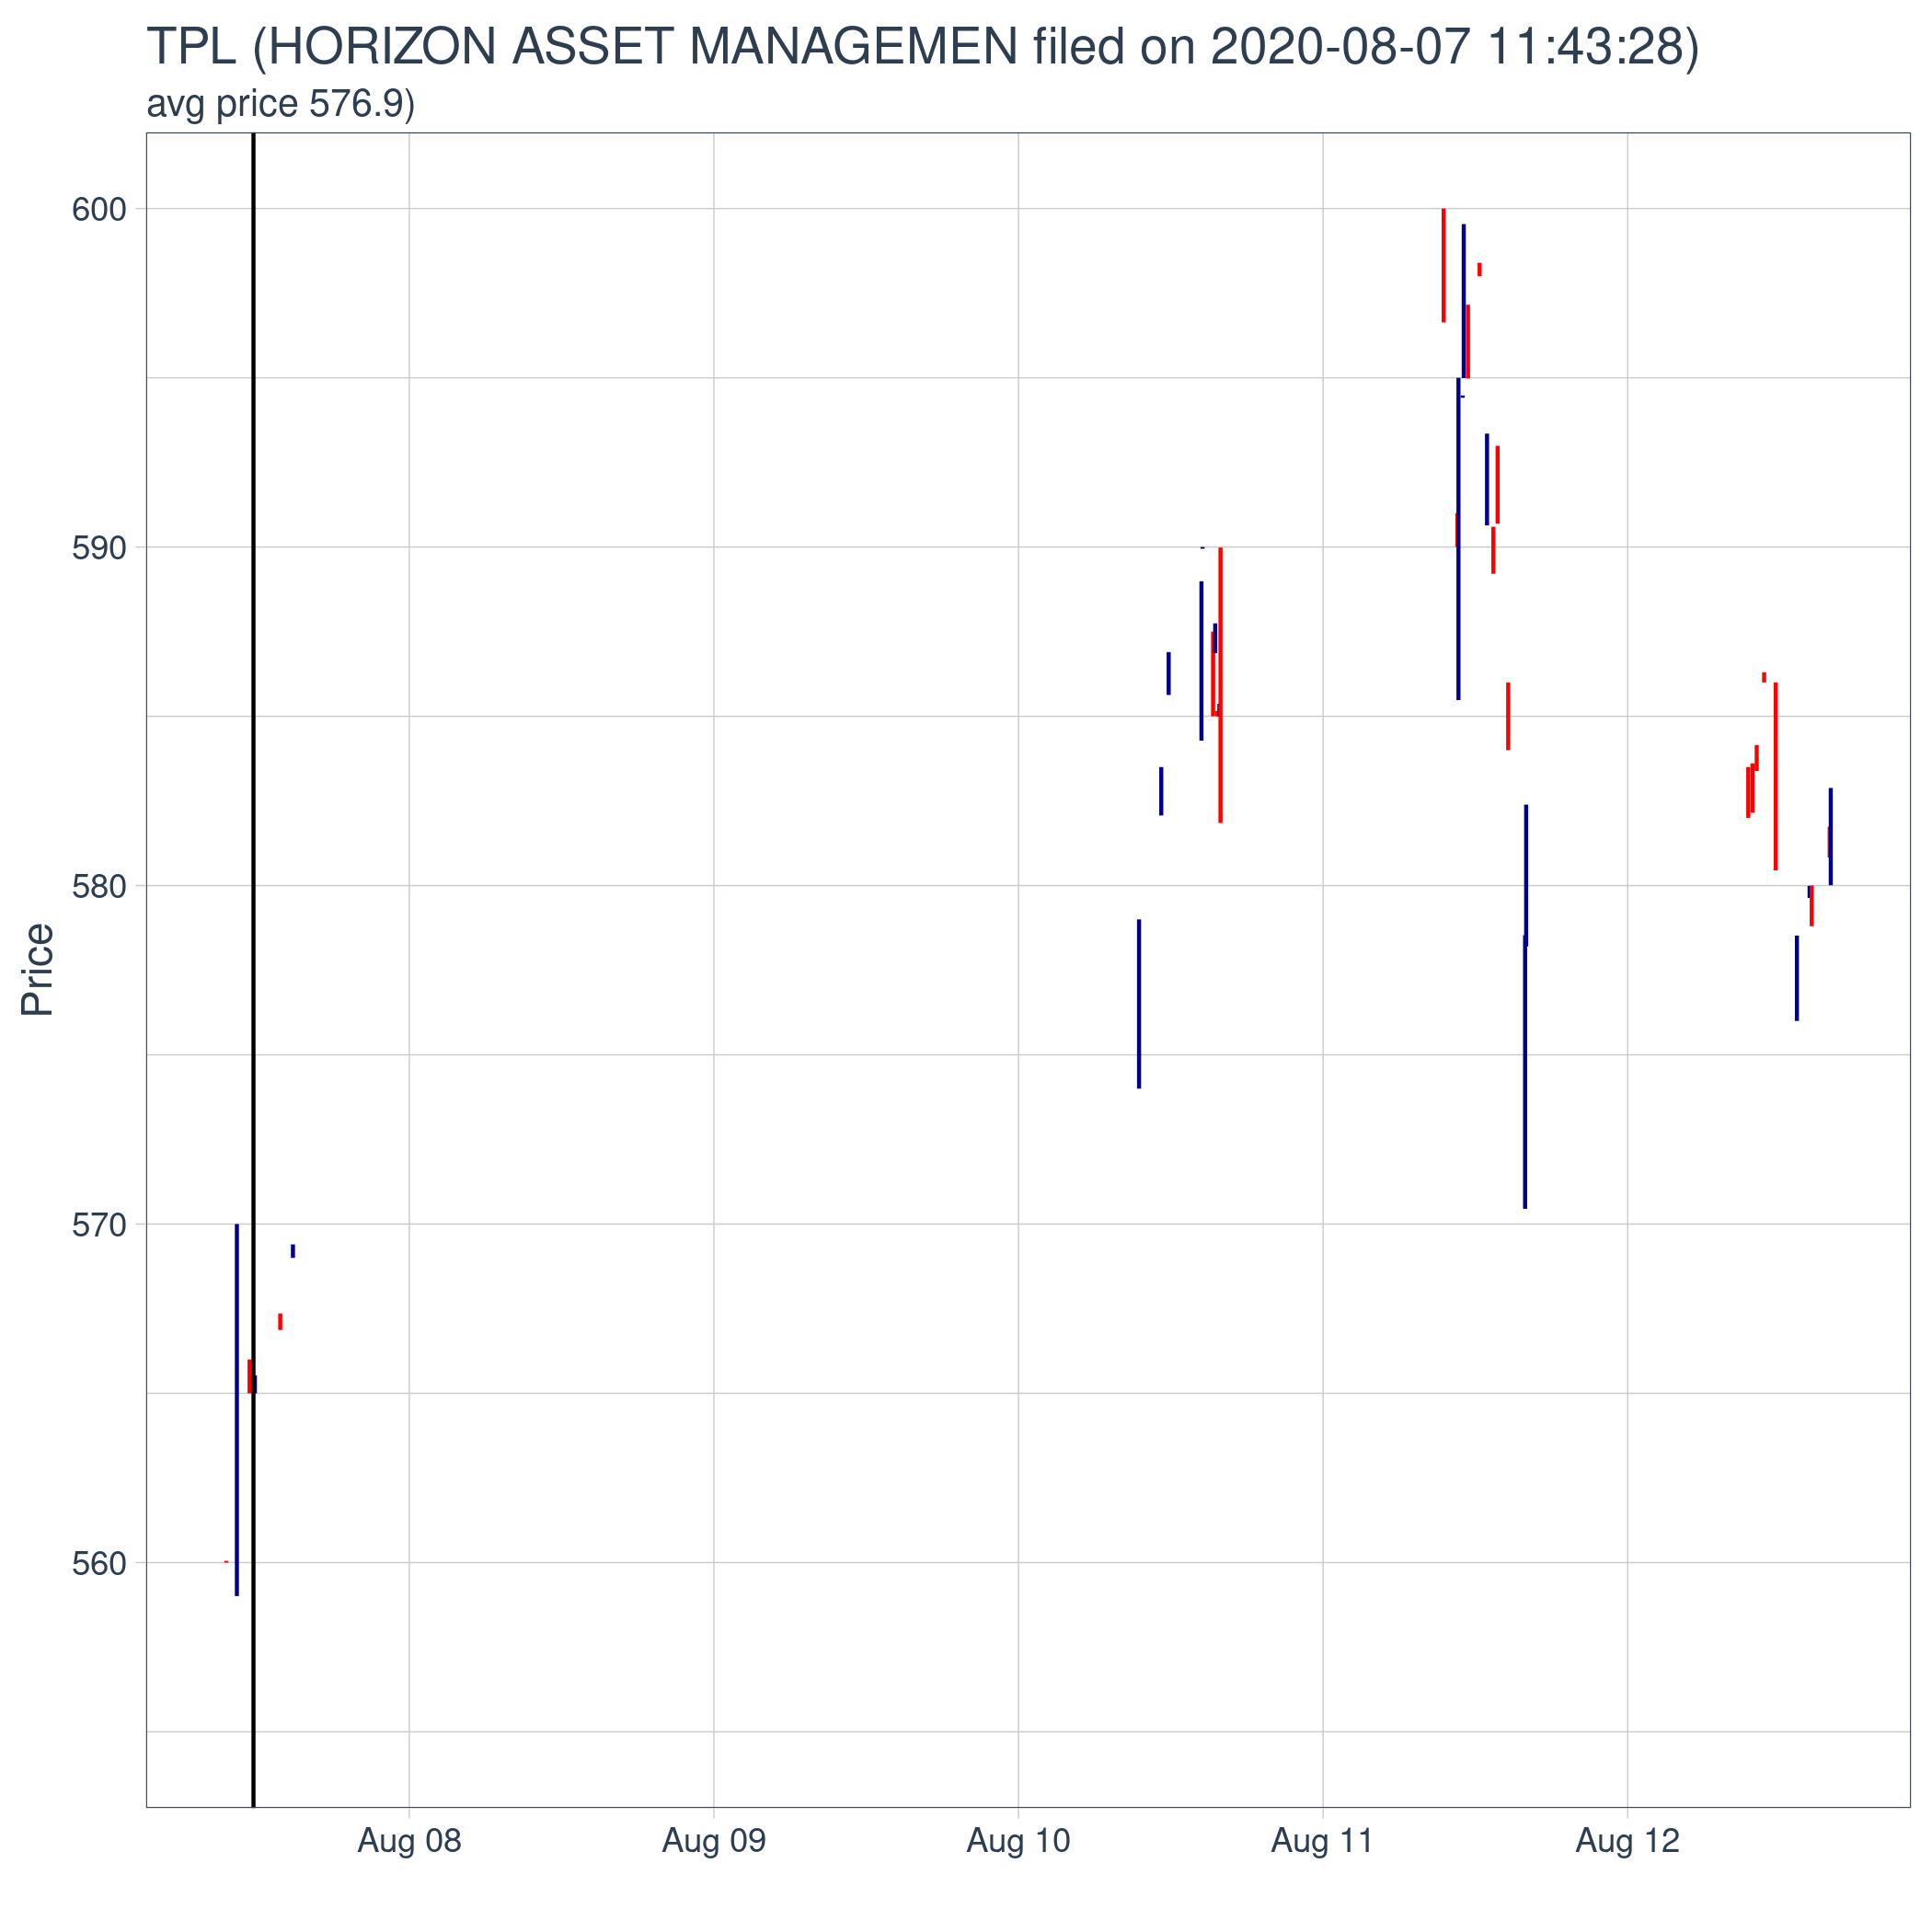 TPL (HORIZON ASSET MANAGEMEN filed on 2020-08-07 11:43:28)
avg price 576.9)
600
590
580
570
560
Price
Aug 08 Aug 09 Aug 10 Aug 11 Aug 12